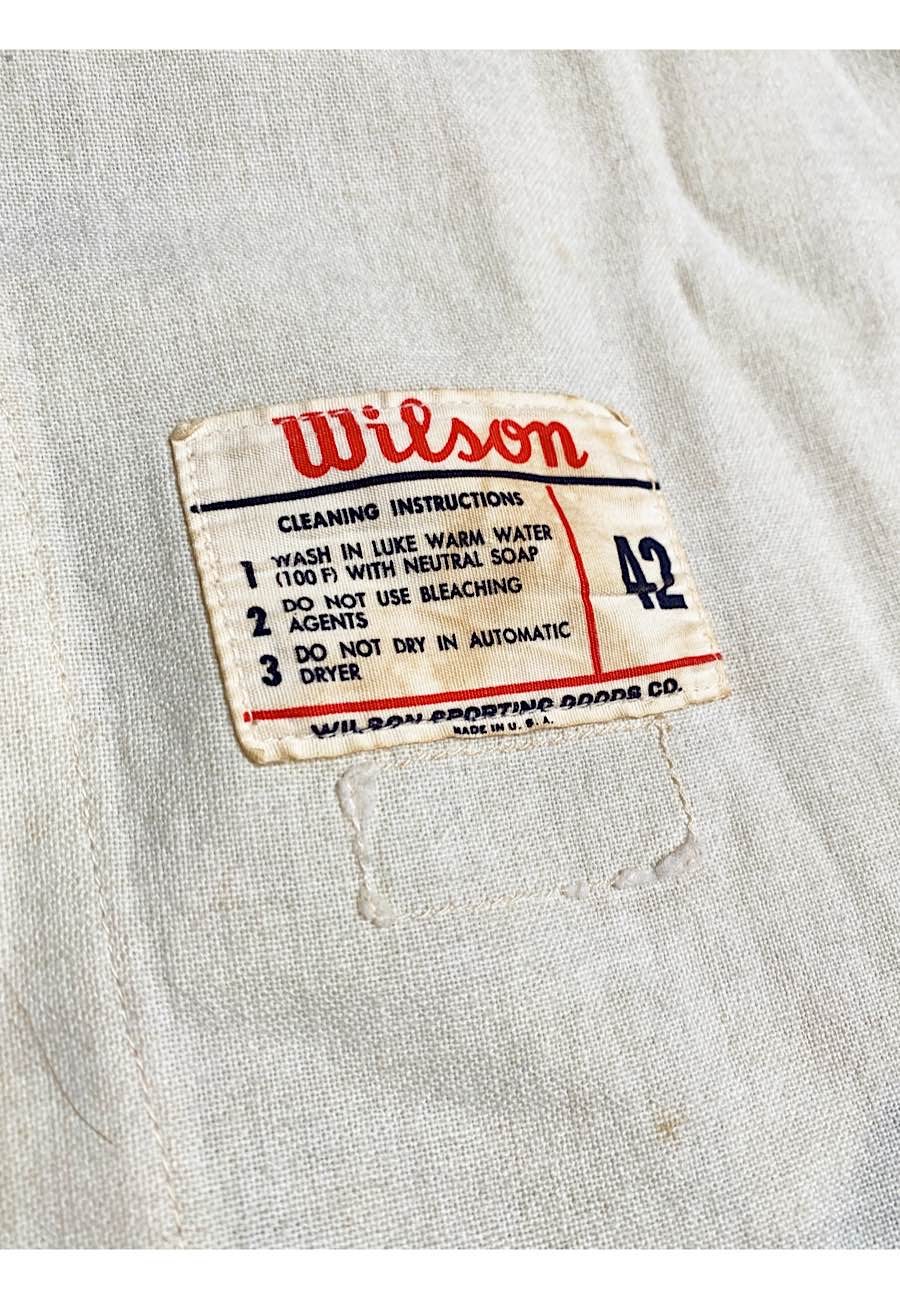 Wilson
CLEANING INSTRUCTIONS
1 WASH IN LUKE WARM WATER
(100 F) WITH NEUTRAL SOAP
2 DO NOT USE BLEACHING
AGENTS
3 DO NOT DRY IN AUTOMATIC
DRYER
42
WILSON SPORTING GOODS CO.
MADE IN U. S. A.